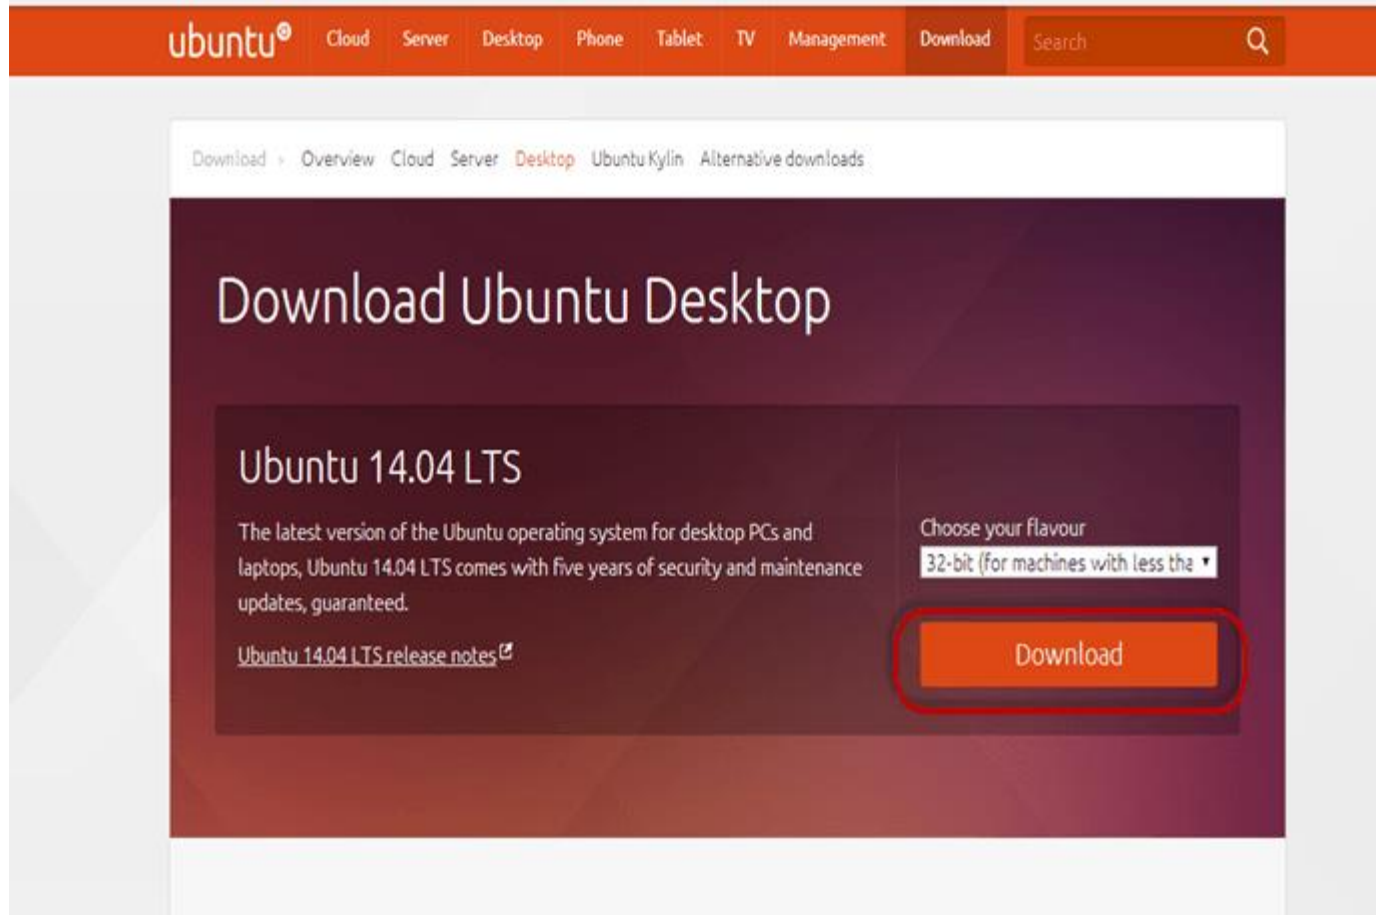 ubuntu Cloud Server Desktop Phone Tablet TV Management Download Search
Download › Overview Cloud Server Desktop Ubuntu Kylin Alternative downloads
Download Ubuntu Desktop
Ubuntu 14.04 LTS
The latest version of the Ubuntu operating system for desktop PCs and
laptops, Ubuntu 14.04 LTS comes with five years of security and maintenance
updates, guaranteed.
Ubuntu 14.04 LTS release notes
Choose your flavour
32-bit (for machines with less tha
Download